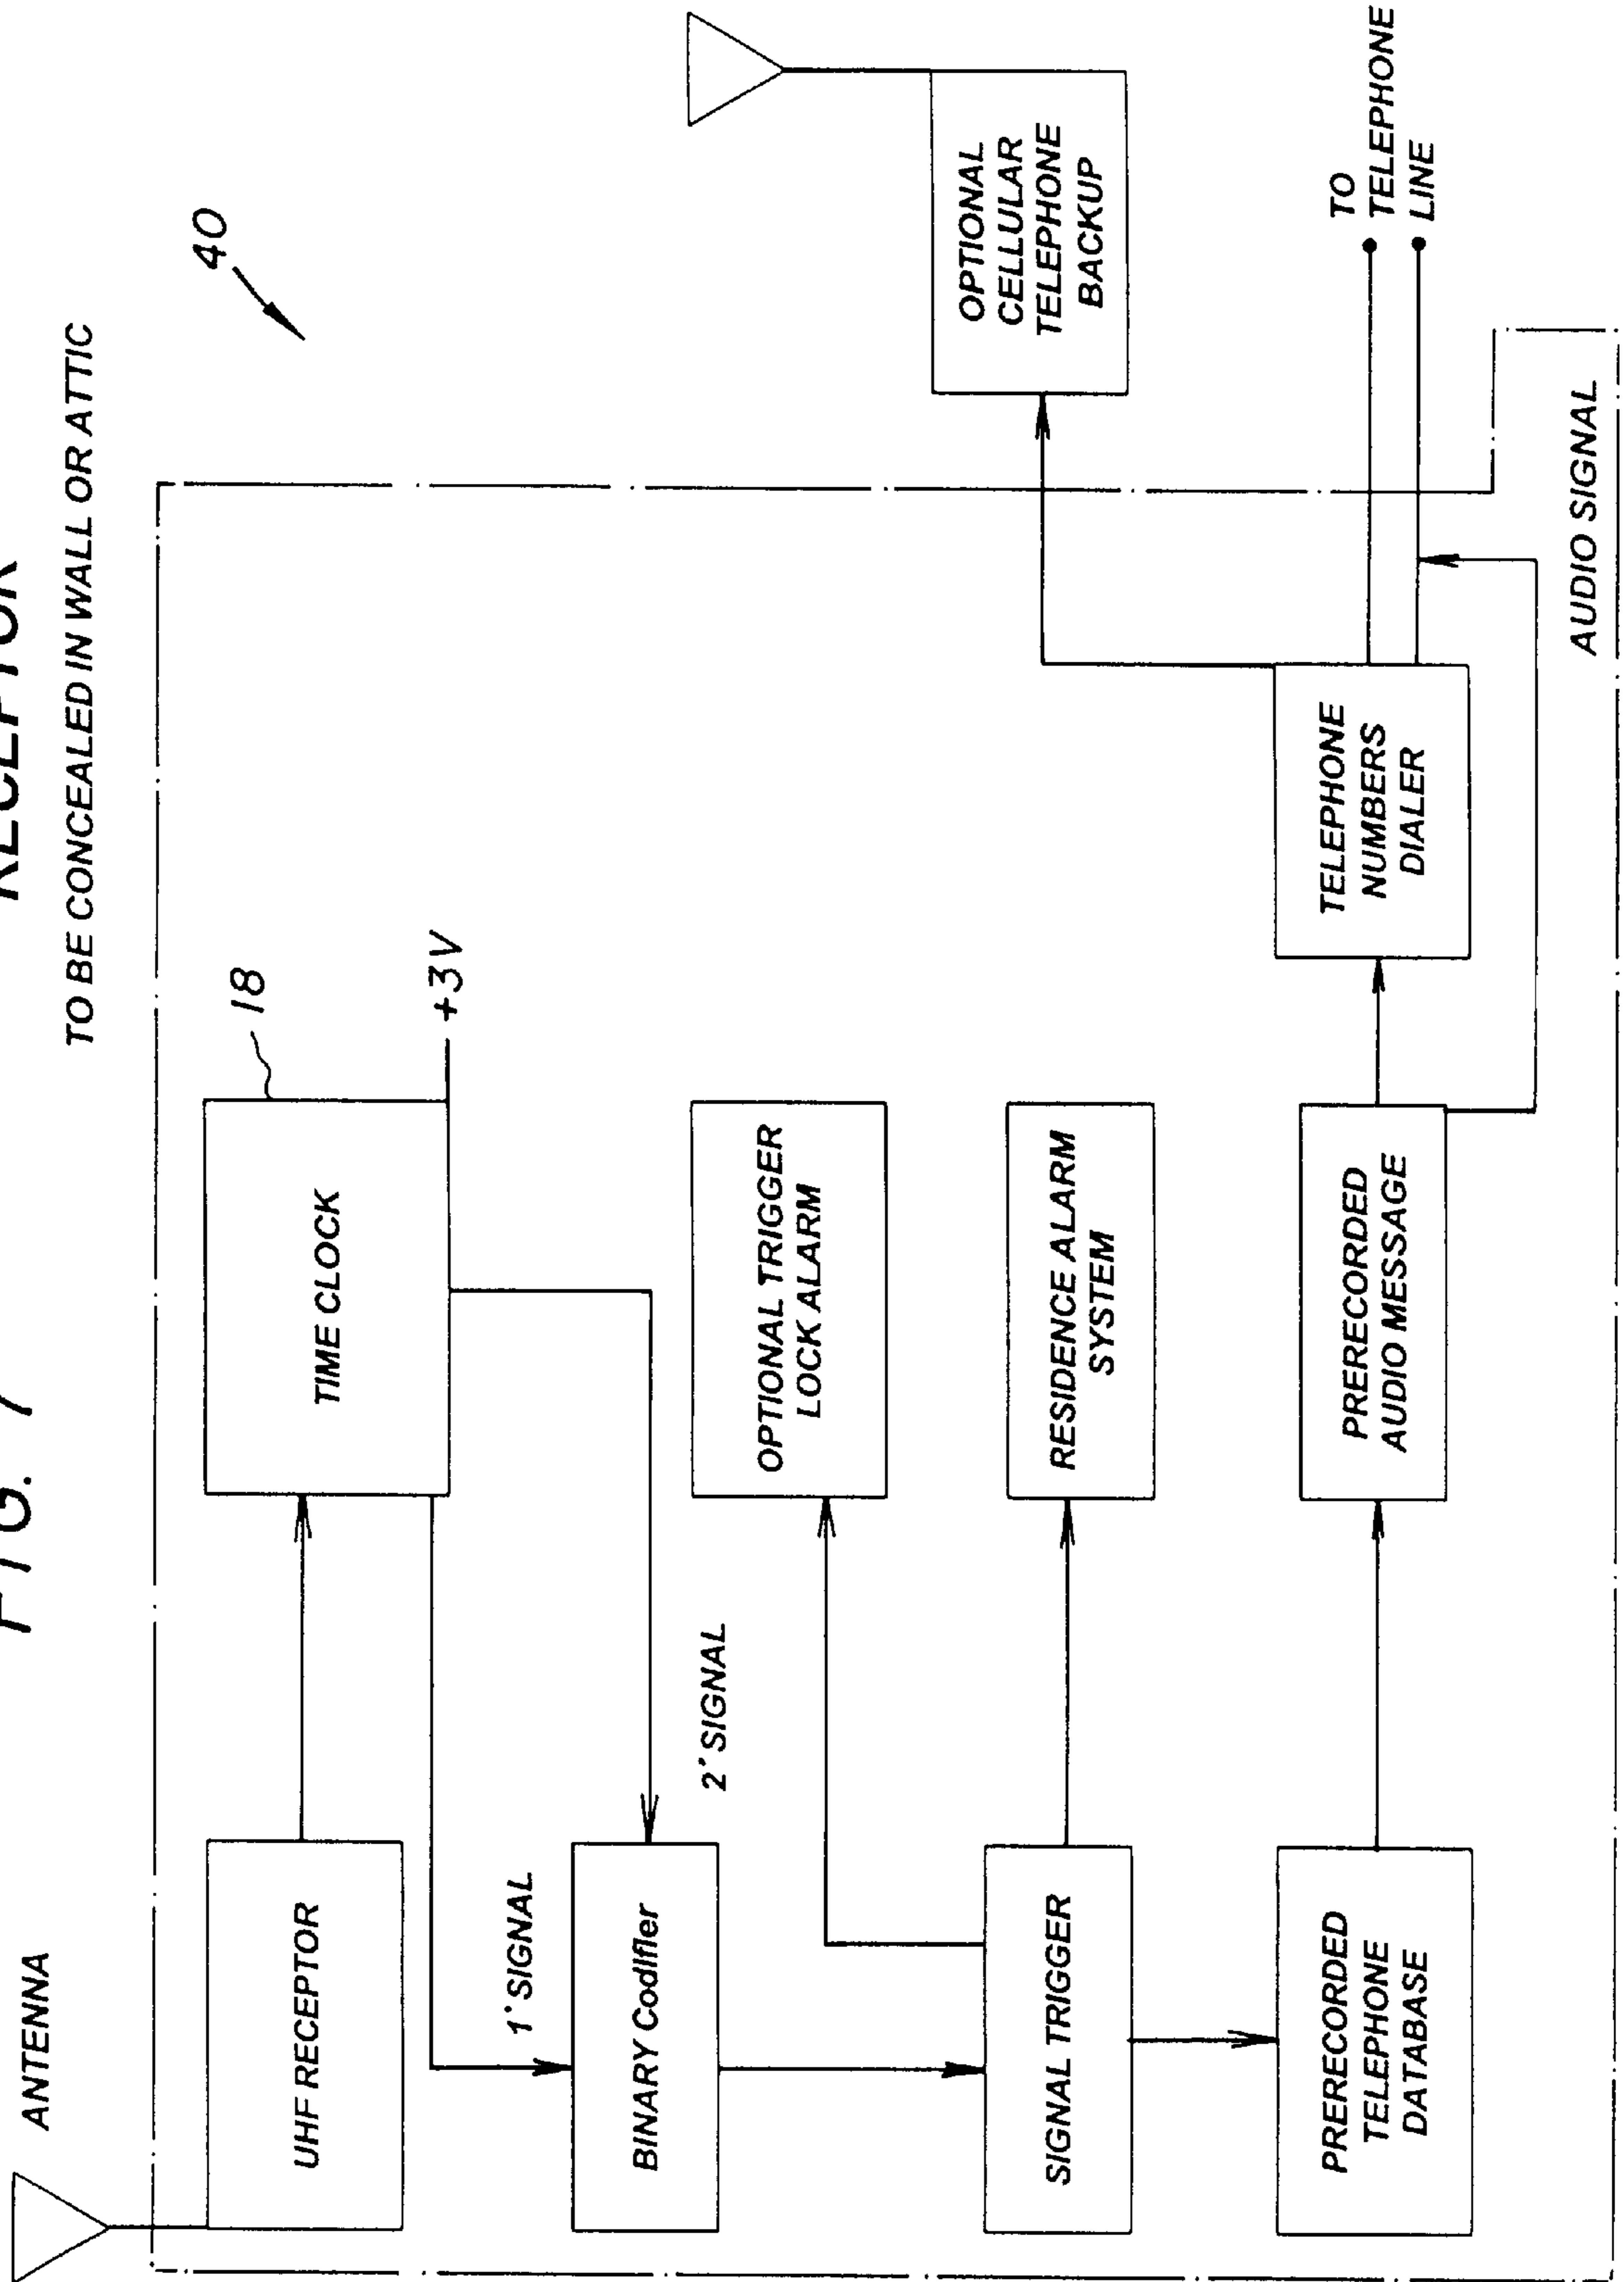 FIG. 7
RECEPTOR
TO BE CONCEALED IN WALL OR ATTIC
ANTENNA
40
UHF RECEPTOR
TIME CLOCK
18
+3V
1° SIGNAL
BINARY Codifier
2° SIGNAL
OPTIONAL TRIGGER
LOCK ALARM
OPTIONAL
CELLULAR
TELEPHONE
BACKUP
SIGNAL TRIGGER
RESIDENCE ALARM
SYSTEM
PRERECORDED
TELEPHONE
DATABASE
PRERECORDED
AUDIO MESSAGE
TELEPHONE
NUMBERS
DIALER
TO
TELEPHONE
LINE
AUDIO SIGNAL